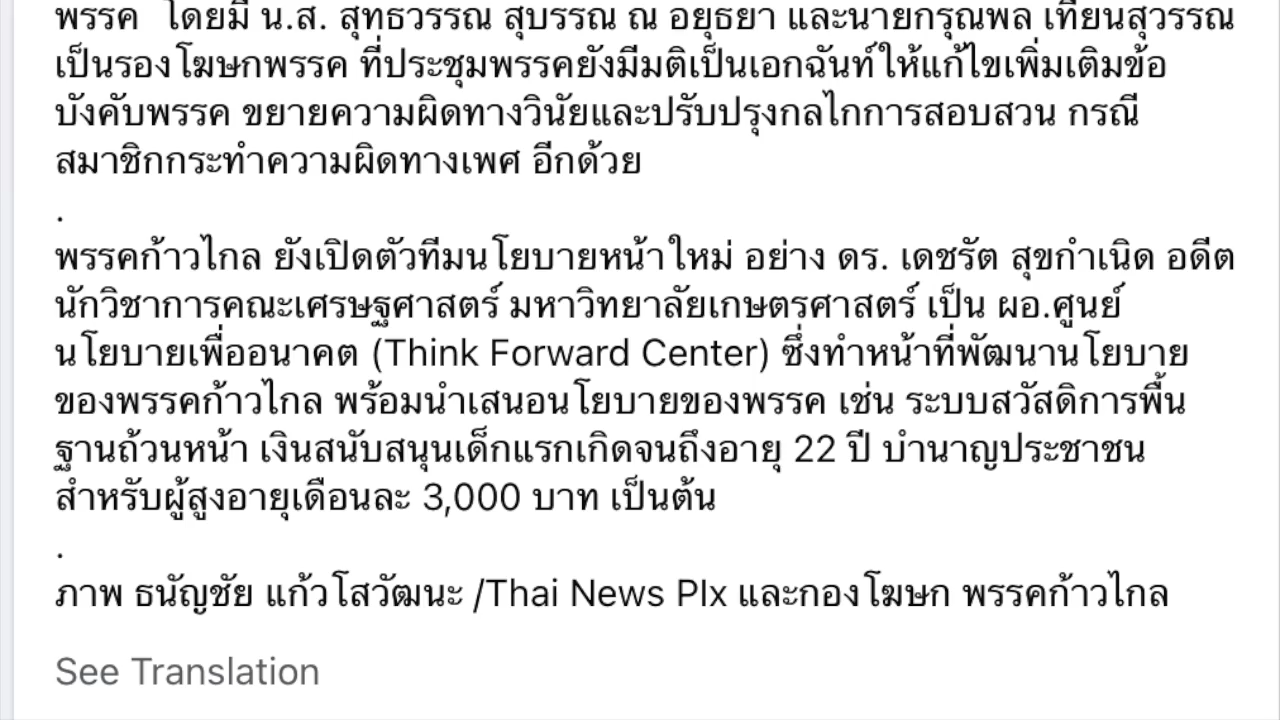 พรรค โดยมี น.ส. สุทธวรรณ สุบรรณ ณ อยุธยา และนายกรุณพล เทียนสุวรรณ
เป็นรองโฆษกพรรค ที่ประชุมพรรคยังมีมติเป็นเอกฉันท์ให้แก้ไขเพิ่มเติมข้อ
บังคับพรรค ขยายความผิดทางวินัยและปรับปรุงกลไกการสอบสวน กรณี
สมาชิกกระทำความผิดทางเพศ อีกด้วย
.
พรรคก้าวไกล ยังเปิดตัวทีมนโยบายหน้าใหม่ อย่าง ดร. เดชรัต สุขกำเนิด อดีต
นักวิชาการคณะเศรษฐศาสตร์ มหาวิทยาลัยเกษตรศาสตร์ เป็น ผอ.ศูนย์
นโยบายเพื่ออนาคต (Think Forward Center) ซึ่งทำหน้าที่พัฒนานโยบาย
ของพรรคก้าวไกล พร้อมนำเสนอนโยบายของพรรค เช่น ระบบสวัสดิการพื้น
ฐานถ้วนหน้า เงินสนับสนุนเด็กแรกเกิดจนถึงอายุ 22 ปี บำนาญประชาชน
สำหรับผู้สูงอายุเดือนละ 3,000 บาท เป็นต้น
.
ภาพ ธนัญชัย แก้วโสวัฒนะ /Thai News PIx และกองโฆษก พรรคก้าวไกล
See Translation